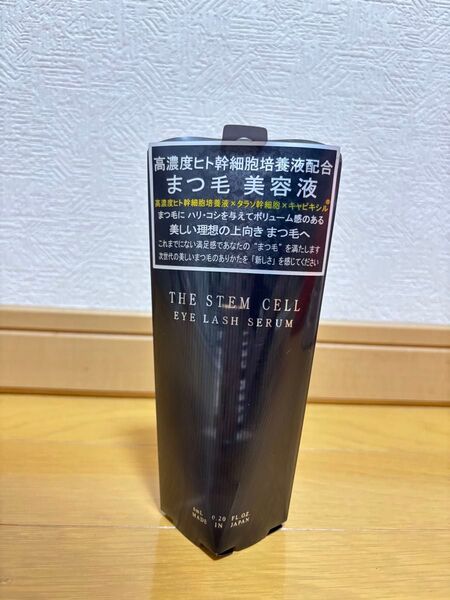 高濃度ヒト幹細胞培養液配合
まつ毛 美容液
高濃度ヒト幹細胞培養液×タラソ幹細胞×キャピキシル®
まつ毛に ハリ・コシを与えてボリューム感のある
美しい理想の上向き まつ毛へ
これまでにない満足感であなたの"まつ毛"を満たします
次世代の美しいまつ毛のありかたを「新しさ」を感じてください
THE STEM CELL
EYE LASH SERUM
6mL 0.20 FL.OZ.
MADE IN JAPAN